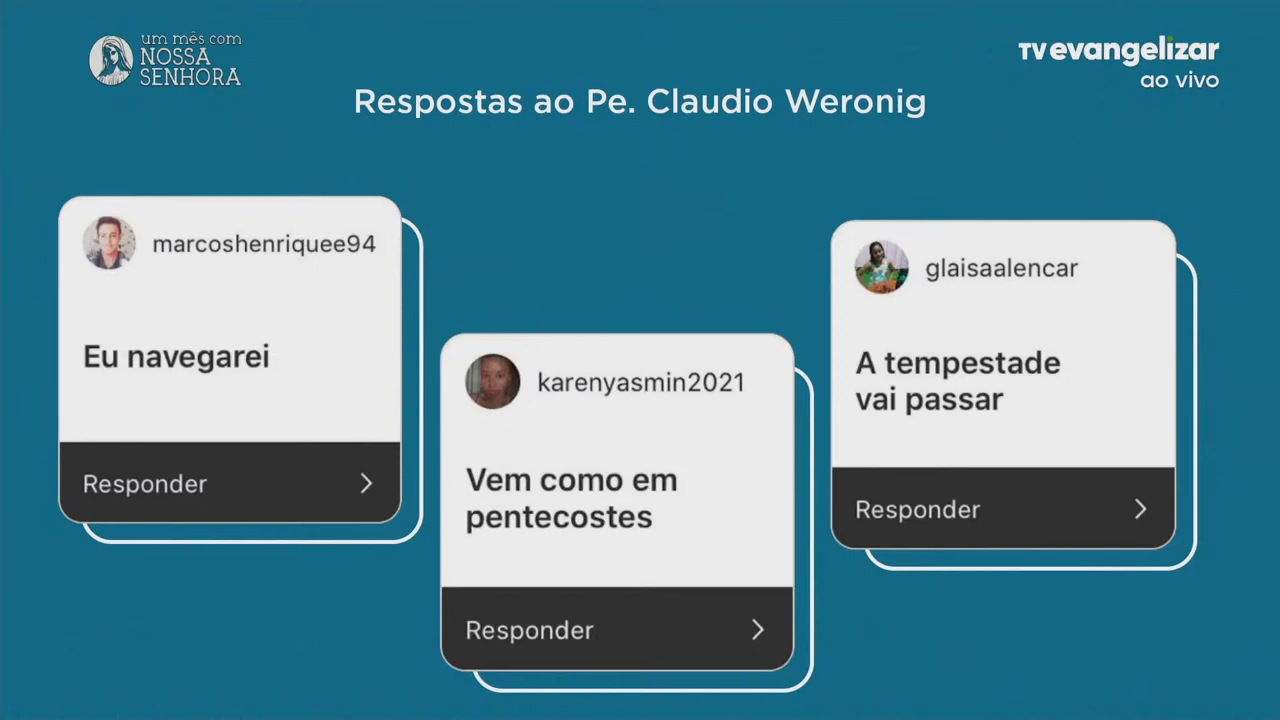 um mês com
NOSSA
SENHORA
TV evangelizar
ao vivo
Respostas ao Pe. Claudio Weronig
marcoshenriquee94
Eu navegarei
Responder
karenyasmin2021
Vem como em
pentecostes
Responder
glaisaalencar
A tempestade
vai passar
Responder